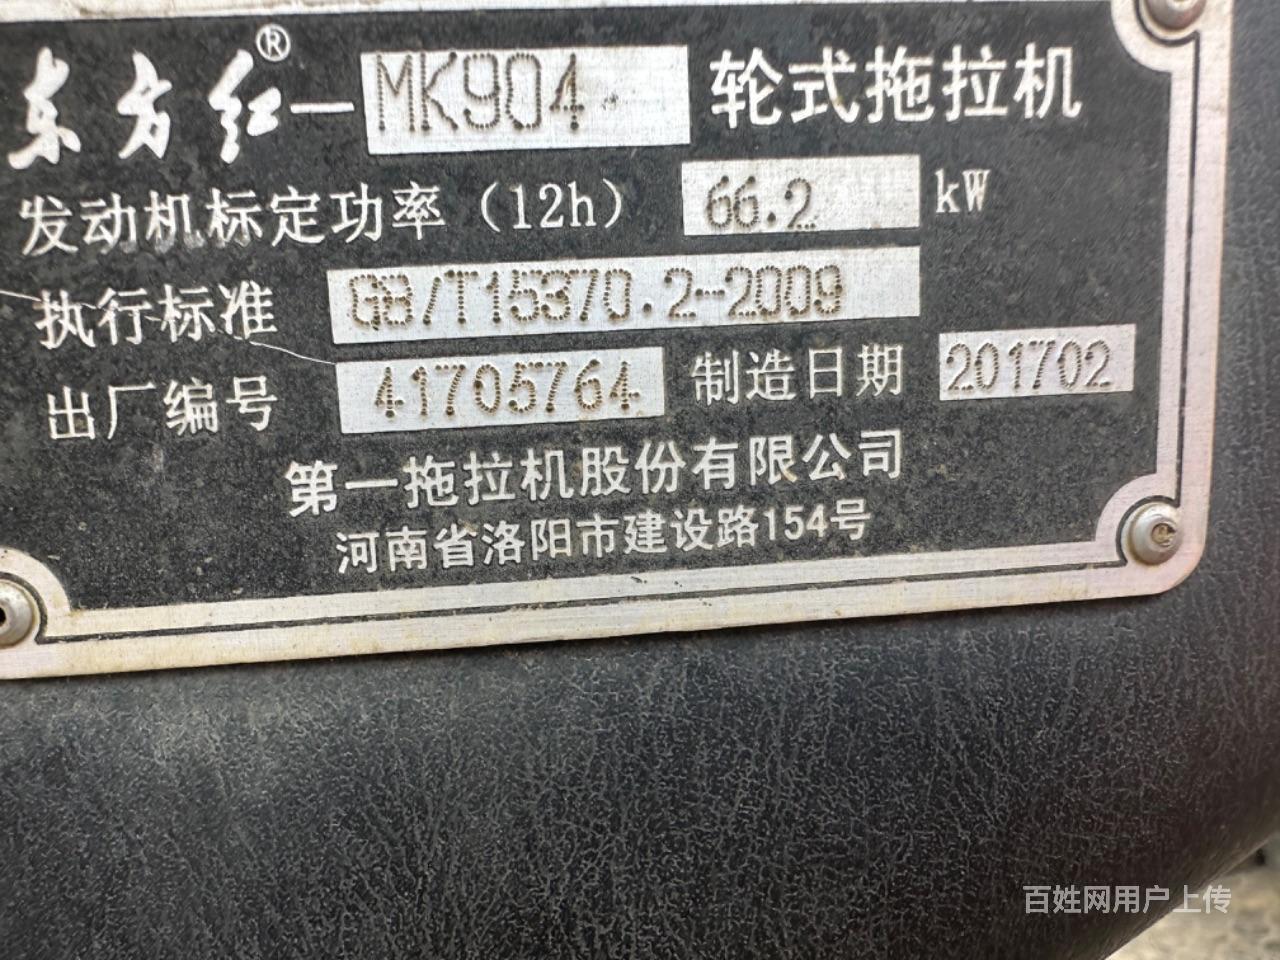 东方红®—MK904 轮式拖拉机
发动机标定功率（12h） 66.2 kW
执行标准 GB/T15370.2-2009
出厂编号 41705764 制造日期 201702
第一拖拉机股份有限公司
河南省洛阳市建设路154号
百姓网用户上传